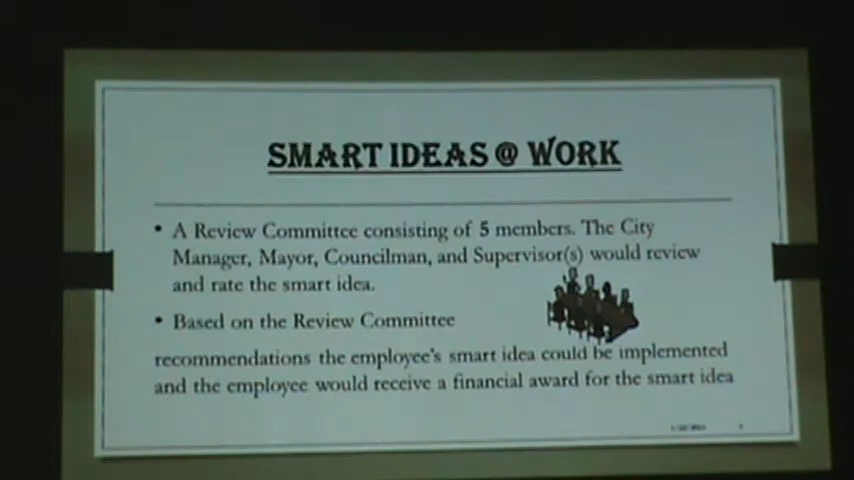 SMART IDEAS @ WORK
• A Review Committee consisting of 5 members. The City
Manager, Mayor, Councilman, and Supervisor(s) would review
and rate the smart idea.
• Based on the Review Committee
recommendations the employee's smart idea could be implemented
and the employee would receive a financial award for the smart idea